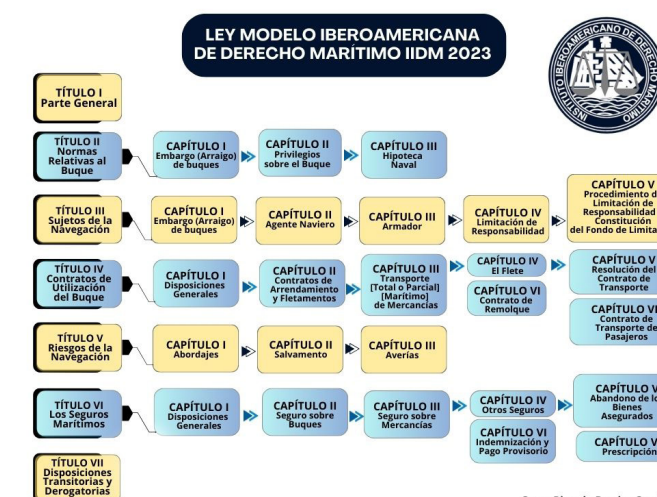 LEY MODELO IBEROAMERICANA
DE DERECHO MARÍTIMO IIDM 2023
INSTITUTO IBEROAMERICANO DE DERECHO MARÍTIMO
TÍTULO I
Parte General
TÍTULO II
Normas
Relativas al
Buque
CAPÍTULO I
Embargo (Arraigo)
de buques
CAPÍTULO II
Privilegios
sobre el Buque
CAPÍTULO III
Hipoteca
Naval
TÍTULO III
Sujetos de la
Navegación
CAPÍTULO I
Embargo (Arraigo)
de buques
CAPÍTULO II
Agente Naviero
CAPÍTULO III
Armador
CAPÍTULO IV
Limitación de
Responsabilidad
CAPÍTULO V
Procedimiento d
Limitación de
Responsabilidad
Constitución
del Fondo de Limita
TÍTULO IV
Contratos de
Utilización
del Buque
CAPÍTULO I
Disposiciones
Generales
CAPÍTULO II
Contratos de
Arrendamiento
y Fletamentos
CAPÍTULO III
Transporte
[Total o Parcial]
[Marítimo]
de Mercancías
CAPÍTULO IV
El Flete
CAPÍTULO VI
Contrato de
Remolque
CAPÍTULO V
Resolución del
Contrato de
Transporte
CAPÍTULO VI
Contrato de
Transporte de
Pasajeros
TÍTULO V
Riesgos de la
Navegación
CAPÍTULO I
Abordajes
CAPÍTULO II
Salvamento
CAPÍTULO III
Averías
TÍTULO VI
Los Seguros
Marítimos
CAPÍTULO I
Disposiciones
Generales
CAPÍTULO II
Seguro sobre
Buques
CAPÍTULO III
Seguro sobre
Mercancías
CAPÍTULO IV
Otros Seguros
CAPÍTULO VI
Indemnización y
Pago Provisorio
CAPÍTULO V
Abandono de lo
Bienes
Asegurados
CAPÍTULO V
Prescripción
TÍTULO VII
Disposiciones
Transitorias y
Derogatorias